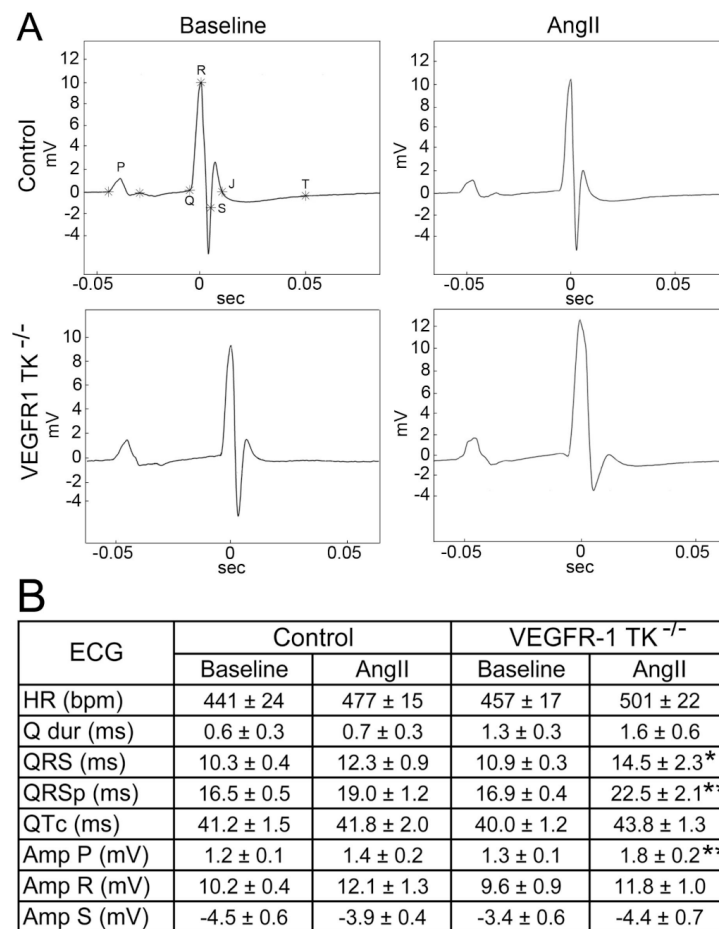 A
Baseline
AngII
Control
mV
12
10
8
6
4
2
0
-2
-4
R
P
Q
S
J
T
-0.05
0
0.05
sec
mV
12
10
8
6
4
2
0
-2
-4
-0.05
0
0.05
sec
VEGFR1 TK -/-
mV
10
8
6
4
2
0
-2
-4
-0.05
0
0.05
sec
mV
12
10
8
6
4
2
0
-2
-4
-0.05
0
0.05
sec
B
ECG Control VEGFR-1 TK -/-
Baseline AngII Baseline AngII
HR (bpm) 441 ± 24 477 ± 15 457 ± 17 501 ± 22
Q dur (ms) 0.6 ± 0.3 0.7 ± 0.3 1.3 ± 0.3 1.6 ± 0.6
QRS (ms) 10.3 ± 0.4 12.3 ± 0.9 10.9 ± 0.3 14.5 ± 2.3*
QRSp (ms) 16.5 ± 0.5 19.0 ± 1.2 16.9 ± 0.4 22.5 ± 2.1**
QTc (ms) 41.2 ± 1.5 41.8 ± 2.0 40.0 ± 1.2 43.8 ± 1.3
Amp P (mV) 1.2 ± 0.1 1.4 ± 0.2 1.3 ± 0.1 1.8 ± 0.2**
Amp R (mV) 10.2 ± 0.4 12.1 ± 1.3 9.6 ± 0.9 11.8 ± 1.0
Amp S (mV) -4.5 ± 0.6 -3.9 ± 0.4 -3.4 ± 0.6 -4.4 ± 0.7